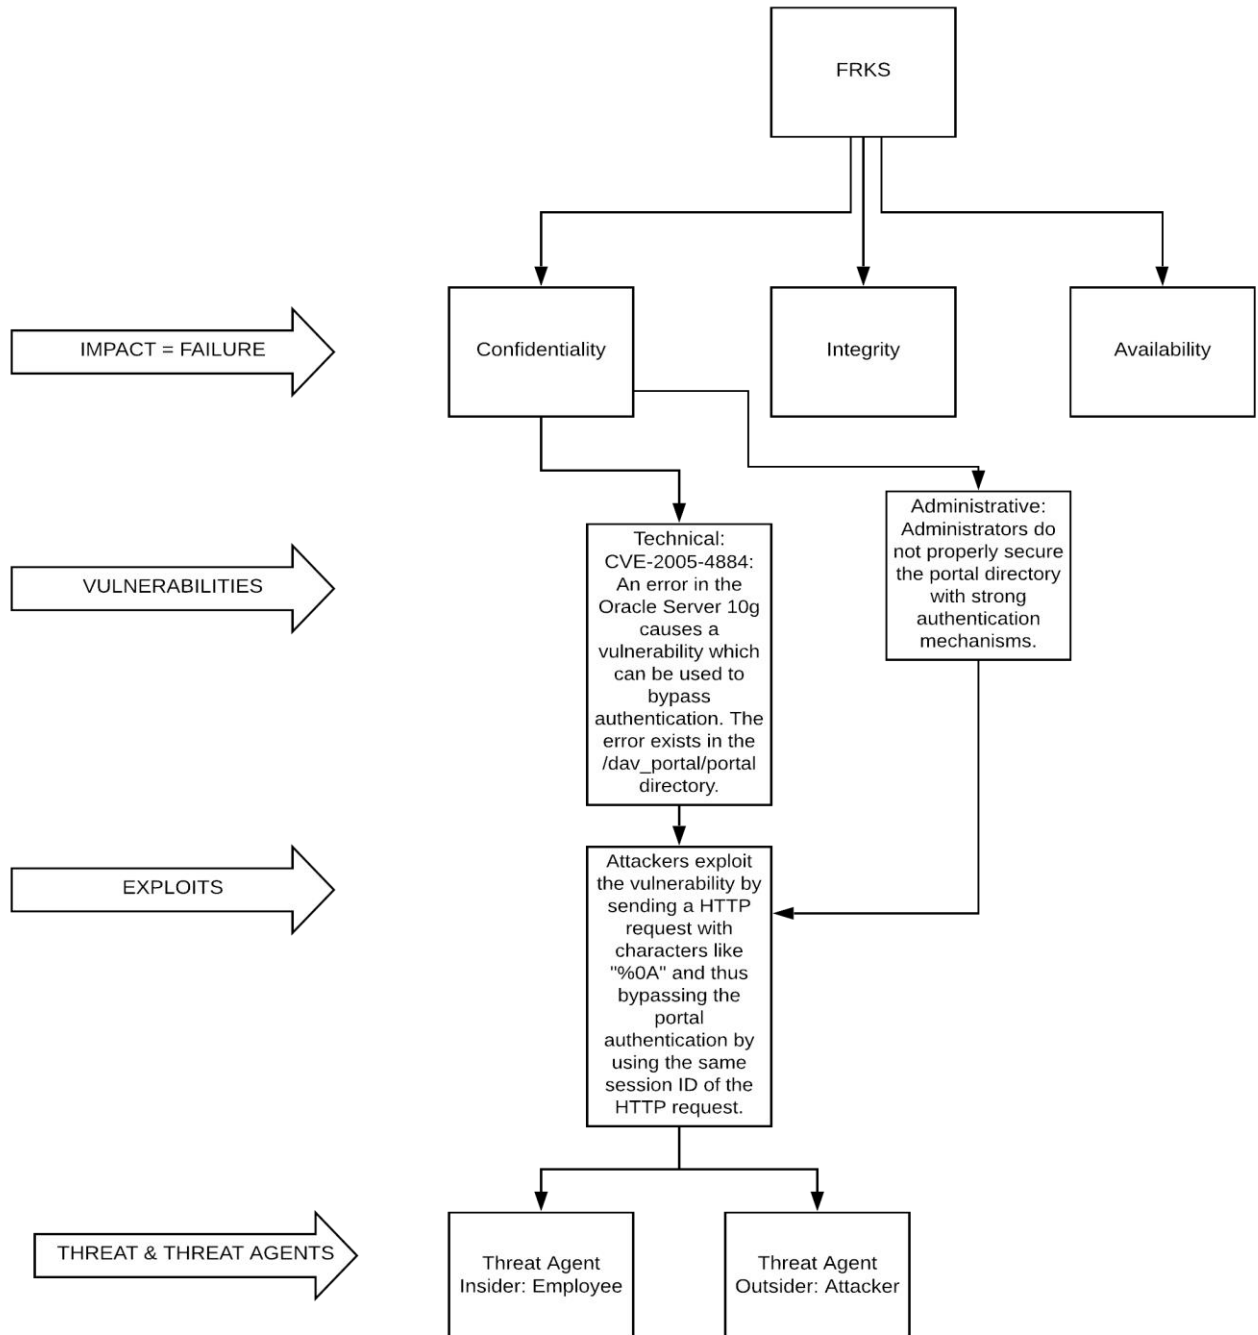 FRKS
IMPACT = FAILURE
Confidentiality
Integrity
Availability
VULNERABILITIES
Technical:
CVE-2005-4884:
An error in the
Oracle Server 10g
causes a
vulnerability which
can be used to
bypass
authentication. The
error exists in the
/dav_portal/portal
directory.
Administrative:
Administrators do
not properly secure
the portal directory
with strong
authentication
mechanisms.
EXPLOITS
Attackers exploit
the vulnerability by
sending a HTTP
request with
characters like
"%0A" and thus
bypassing the
portal
authentication by
using the same
session ID of the
HTTP request.
THREAT & THREAT AGENTS
Threat Agent
Insider: Employee
Threat Agent
Outsider: Attacker